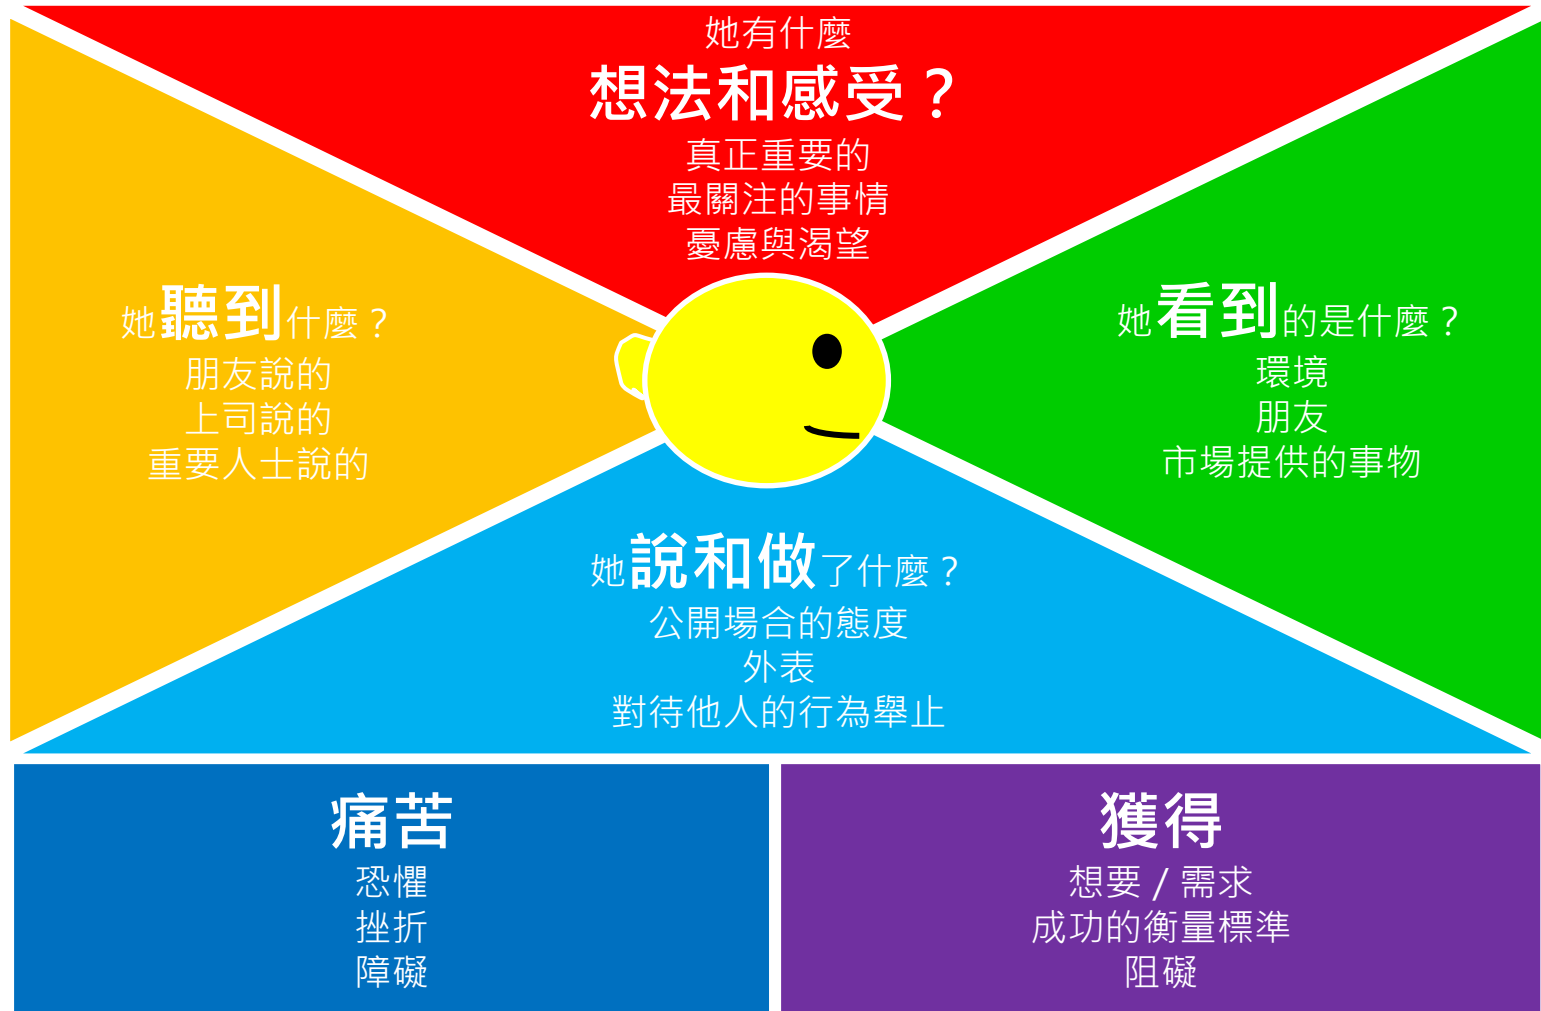 她有什麼
想法和感受？
真正重要的
最關注的事情
憂慮與渴望
她聽到什麼？
朋友說的
上司說的
重要人士說的
她看到的是什麼？
環境
朋友
市場提供的事物
她說和做了什麼？
公開場合的態度
外表
對待他人的行為舉止
痛苦
恐懼
挫折
障礙
獲得
想要 / 需求
成功的衡量標準
阻礙